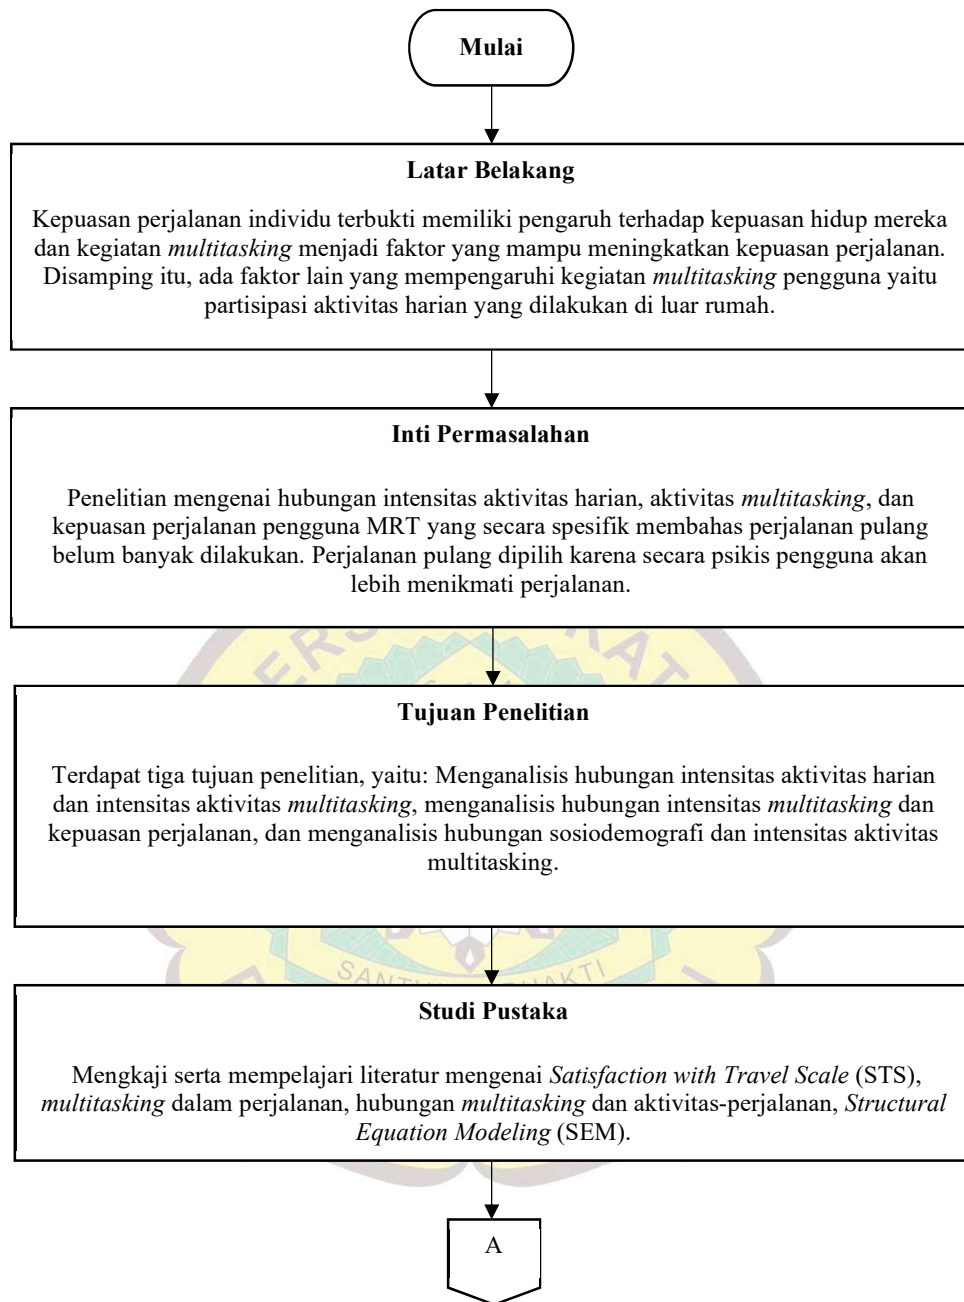 Mulai
Latar Belakang
Kepuasan perjalanan individu terbukti memiliki pengaruh terhadap kepuasan hidup mereka
dan kegiatan multitasking menjadi faktor yang mampu meningkatkan kepuasan perjalanan.
Disamping itu, ada faktor lain yang mempengaruhi kegiatan multitasking pengguna yaitu
partisipasi aktivitas harian yang dilakukan di luar rumah.
Inti Permasalahan
Penelitian mengenai hubungan intensitas aktivitas harian, aktivitas multitasking, dan
kepuasan perjalanan pengguna MRT yang secara spesifik membahas perjalanan pulang
belum banyak dilakukan. Perjalanan pulang dipilih karena secara psikis pengguna akan
lebih menikmati perjalanan.
Tujuan Penelitian
Terdapat tiga tujuan penelitian, yaitu: Menganalisis hubungan intensitas aktivitas harian
dan intensitas aktivitas multitasking, menganalisis hubungan intensitas multitasking dan
kepuasan perjalanan, dan menganalisis hubungan sosiodemografi dan intensitas aktivitas
multitasking.
Studi Pustaka
Mengkaji serta mempelajari literatur mengenai Satisfaction with Travel Scale (STS),
multitasking dalam perjalanan, hubungan multitasking dan aktivitas-perjalanan, Structural
Equation Modeling (SEM).
A